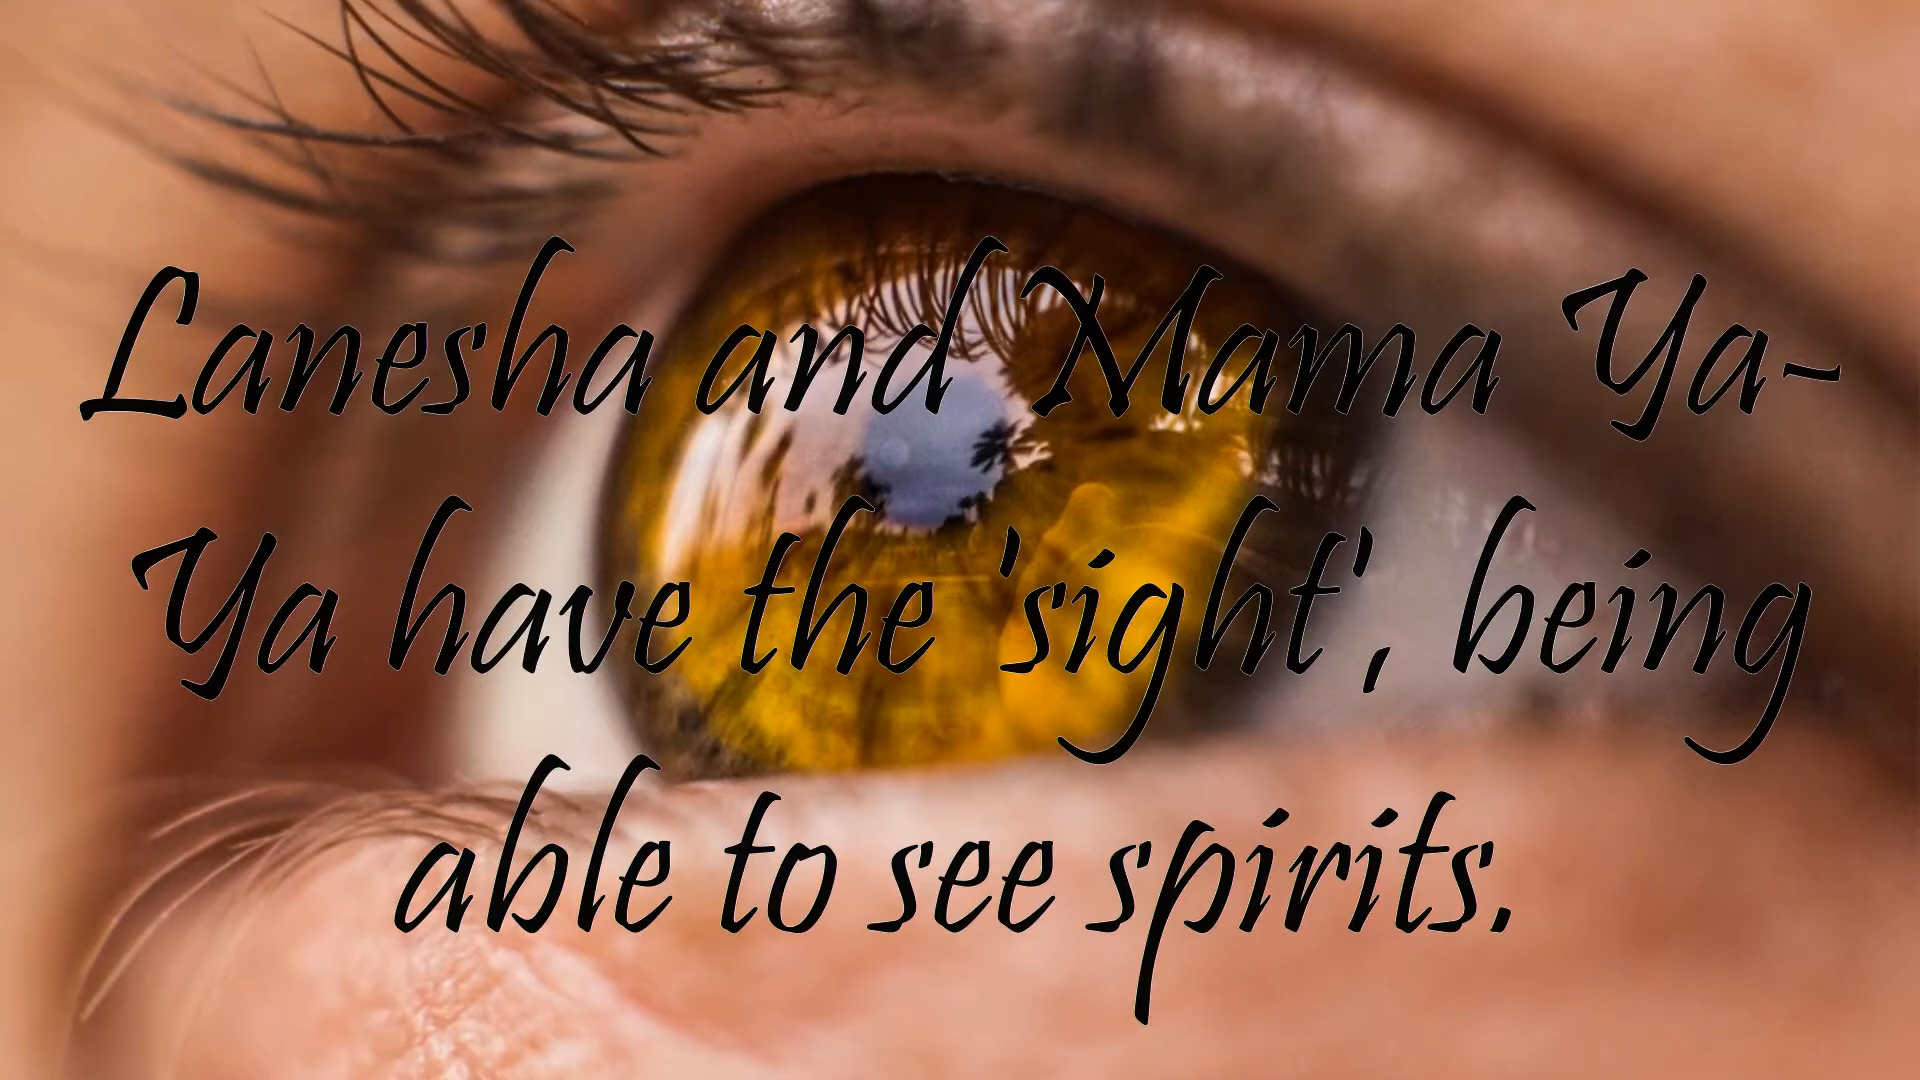 Lanesha and Mama Ya-
Ya have the 'sight', being
able to see spirits.